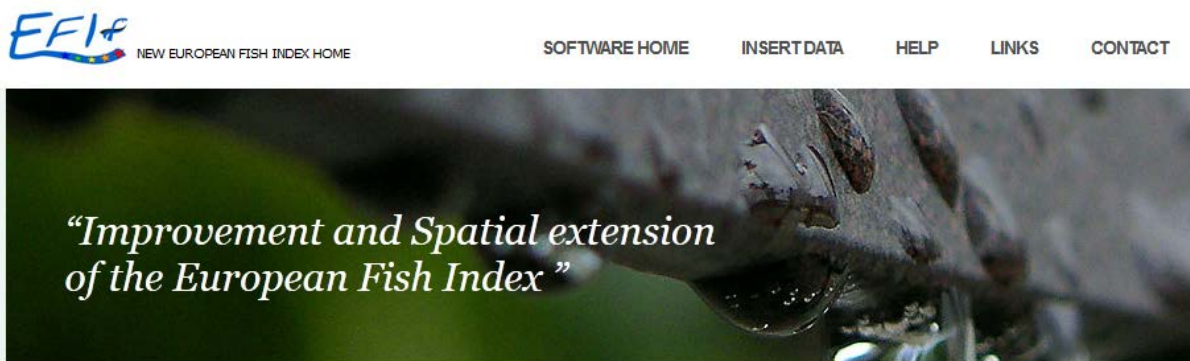 EFI+
NEW EUROPEAN FISH INDEX HOME
SOFTWARE HOME INSERT DATA HELP LINKS CONTACT
“Improvement and Spatial extension
of the European Fish Index ”